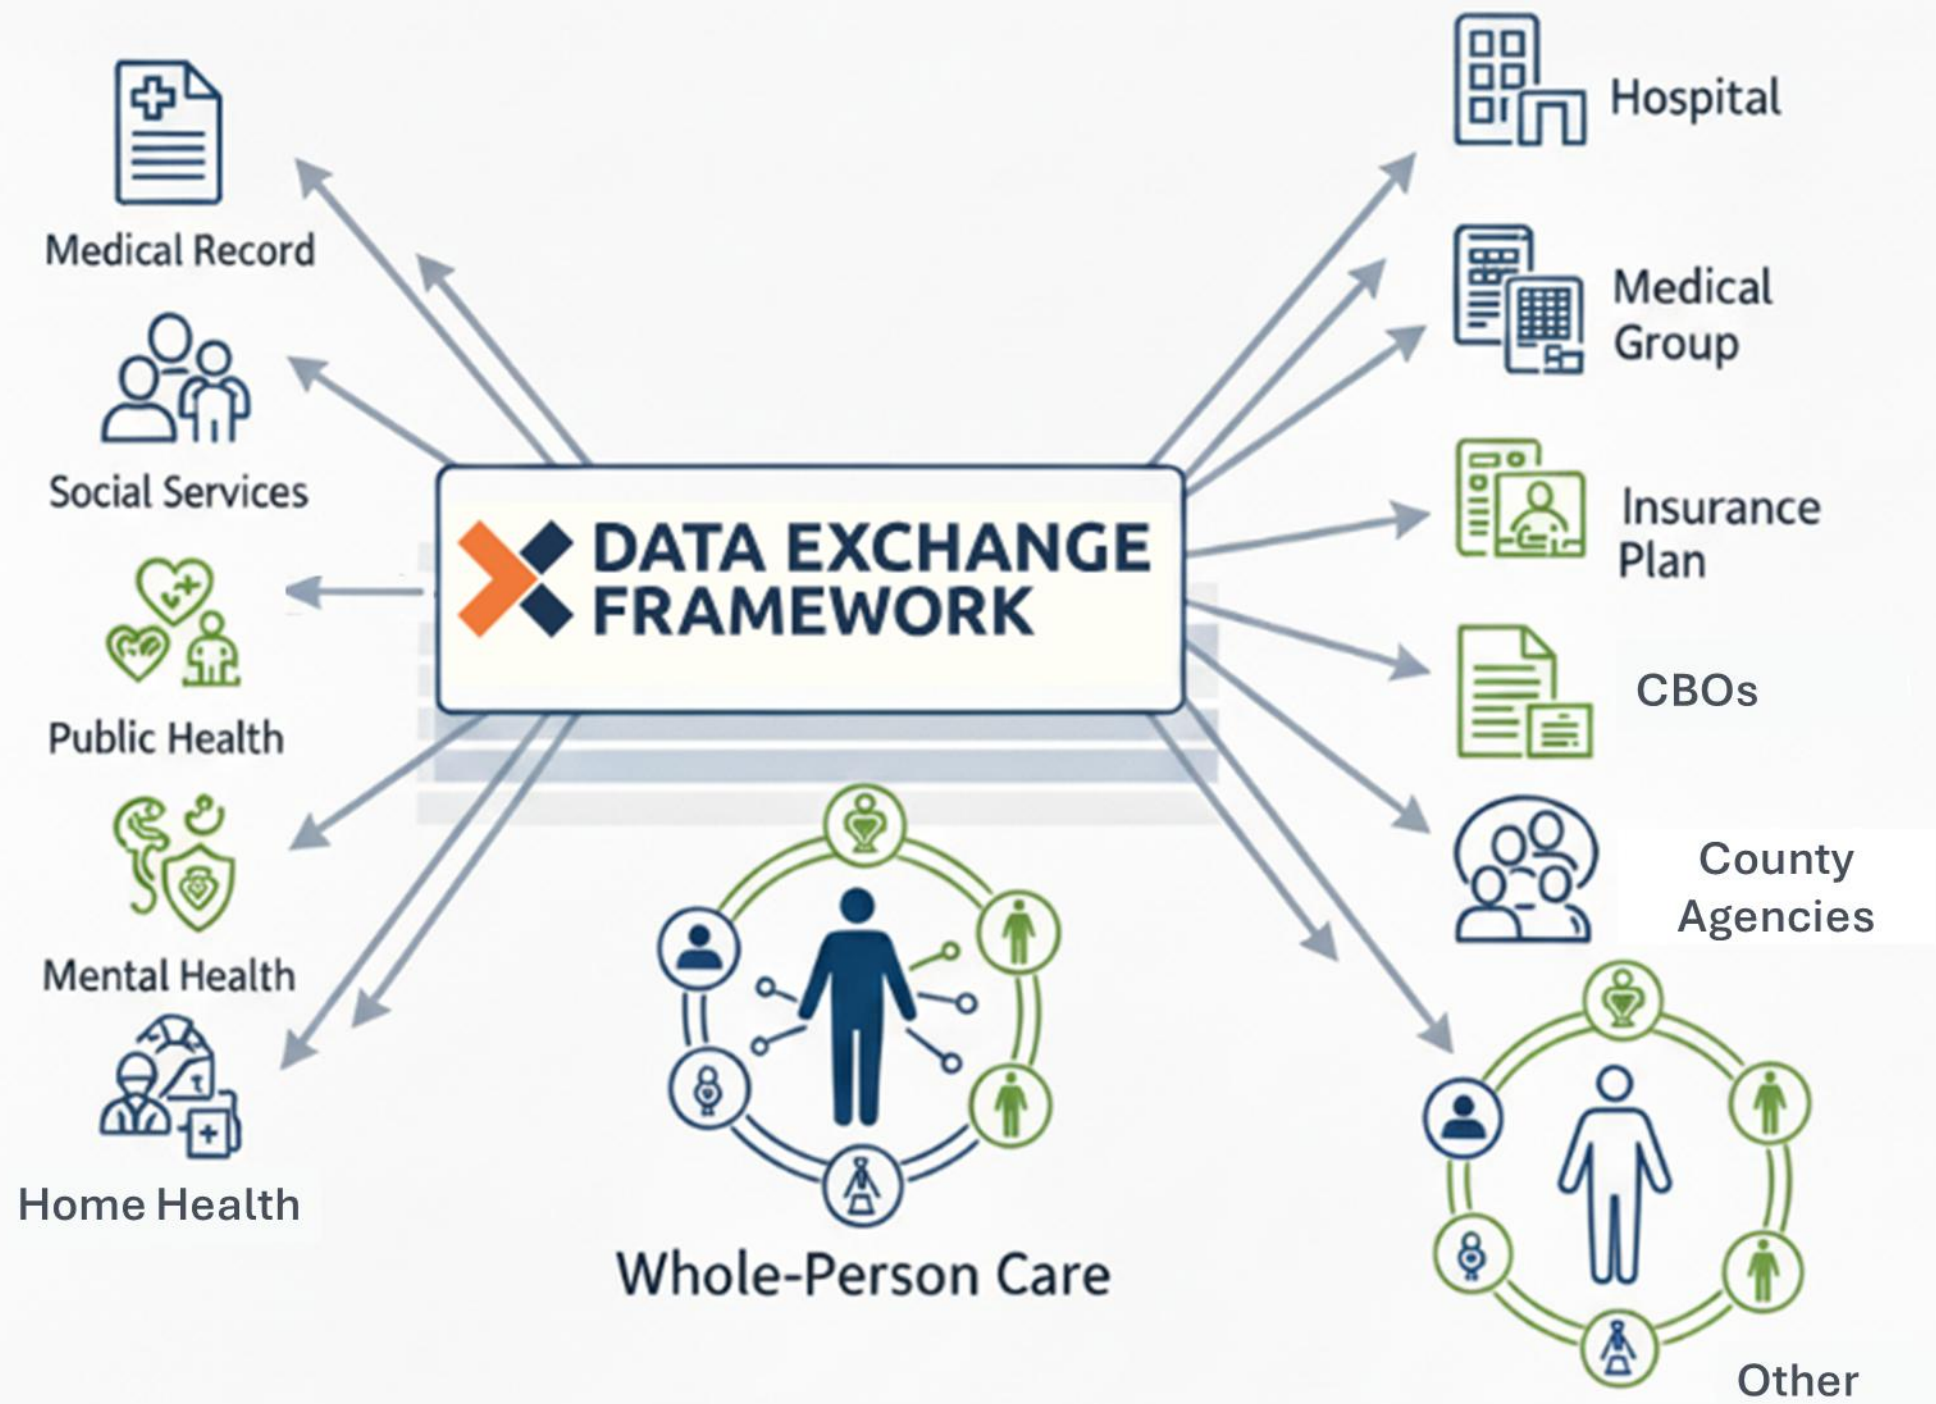 Medical Record
Social Services
Public Health
Mental Health
Home Health
DATA EXCHANGE
FRAMEWORK
Whole-Person Care
Hospital
Medical
Group
Insurance
Plan
CBOs
County
Agencies
Other